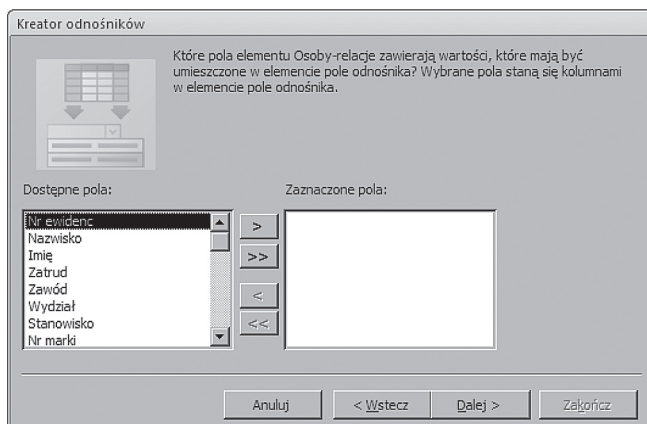 Kreator odnośników
Które pola elementu Osoby-relacje zawierają wartości, które mają być
umieszczone w elemencie pole odnośnika? Wybrane pola staną się kolumnami
w elemencie pole odnośnika.
Dostępne pola:
Zaznaczone pola:
Nr ewidenc
Nazwisko
Imię
Zatrud
Zawód
Wydział
Stanowisko
Nr marki
>
>>
<
<<
Anuluj
< Wstecz
Dalej >
Zakończ